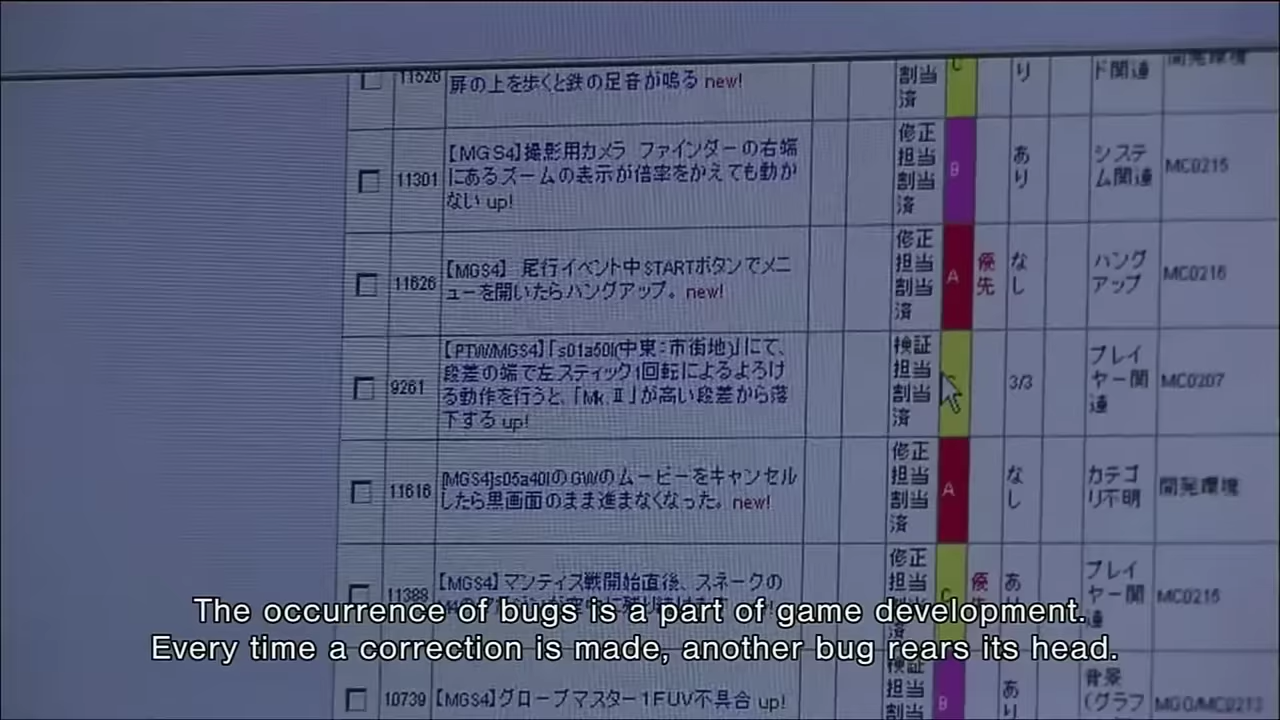 11626
扉の上を歩くと鉄の足音が鳴る new!
割当
済
C
り
ド関連
開発環境
11301
【MGS4】撮影用カメラ ファインダーの右端
にあるズームの表示が倍率をかえても動か
ない up!
修正
担当
割当
済
B
あ
り
システ
ム関連
MC0215
11626
【MGS4】 尾行イベント中STARTボタンでメニ
ューを開いたらハングアップ。 new!
修正
担当
割当
済
A
優
先
な
し
ハング
アップ
MC0216
9261
【PTW/MGS4】「s01a50l(中東：市街地)」にて、
段差の端で左スティック1回転によるよろけ
る動作を行うと、「Mk.Ⅱ」が高い段差から落
下する up!
検証
担当
割当
済
3/3
プレイ
ヤー関
連
MC0207
11616
[MGS4]s05a40lのGWのムービーをキャンセル
したら黒画面のまま進まなくなった。 new!
修正
担当
割当
済
A
な
し
カテゴ
リ不明
開発環境
11389
【MGS4】マンティス戦開始直後、スネークの
修正
担当
割当
済
C
優
先
あ
プレイ
ヤー関
連
MC0215
The occurrence of bugs is a part of game development.
Every time a correction is made, another bug rears its head.
10739
【MGS4】グローブマスター1FUV不具合 up!
検証
担当
割当
B
あ
り
背景
(グラフ
MGO/MC0213